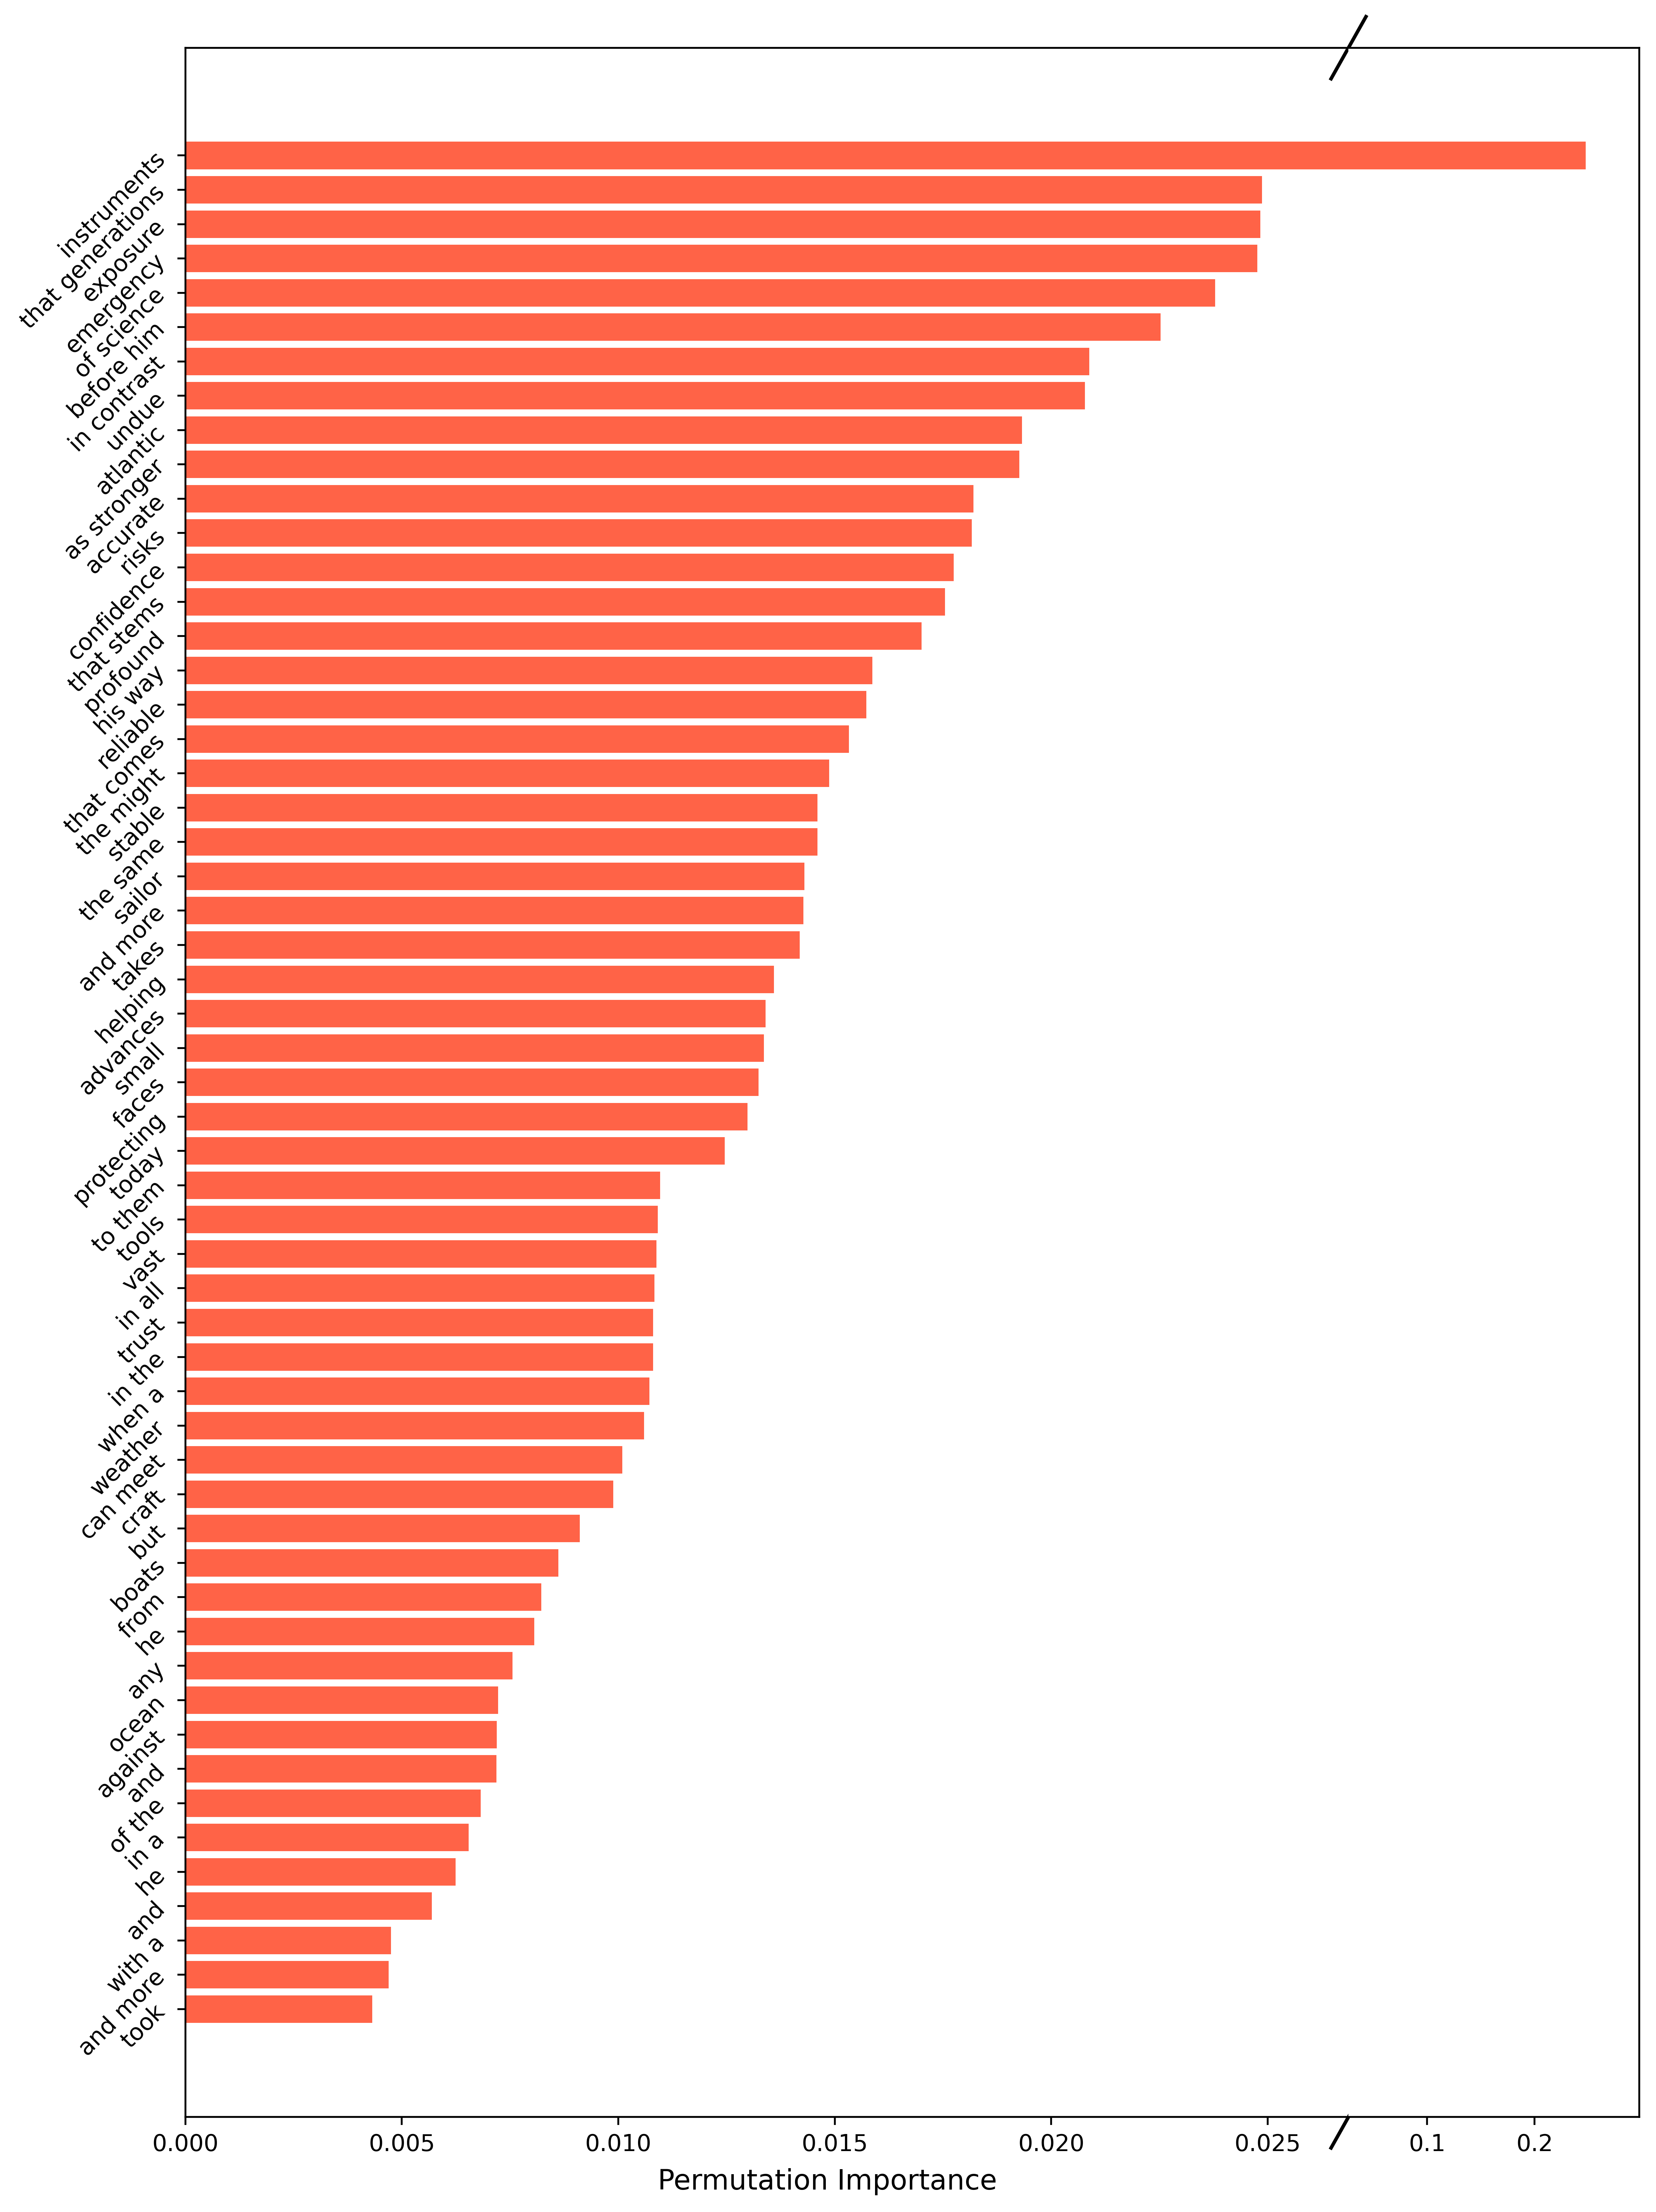 instruments
that generations
exposure
emergency
of science
before him
in contrast
undue
atlantic
as stronger
accurate
risks
confidence
that stems
profound
his way
reliable
that comes
the might
stable
the same
sailor
and more
takes
helping
advances
small
faces
protecting
today
to them
tools
vast
in all
trust
in the
when a
weather
can meet
craft
but
boats
from
he
any
ocean
against
and
of the
in a
he
and
with a
and more
took
0.000 0.005 0.010 0.015 0.020 0.025 0.1 0.2
Permutation Importance